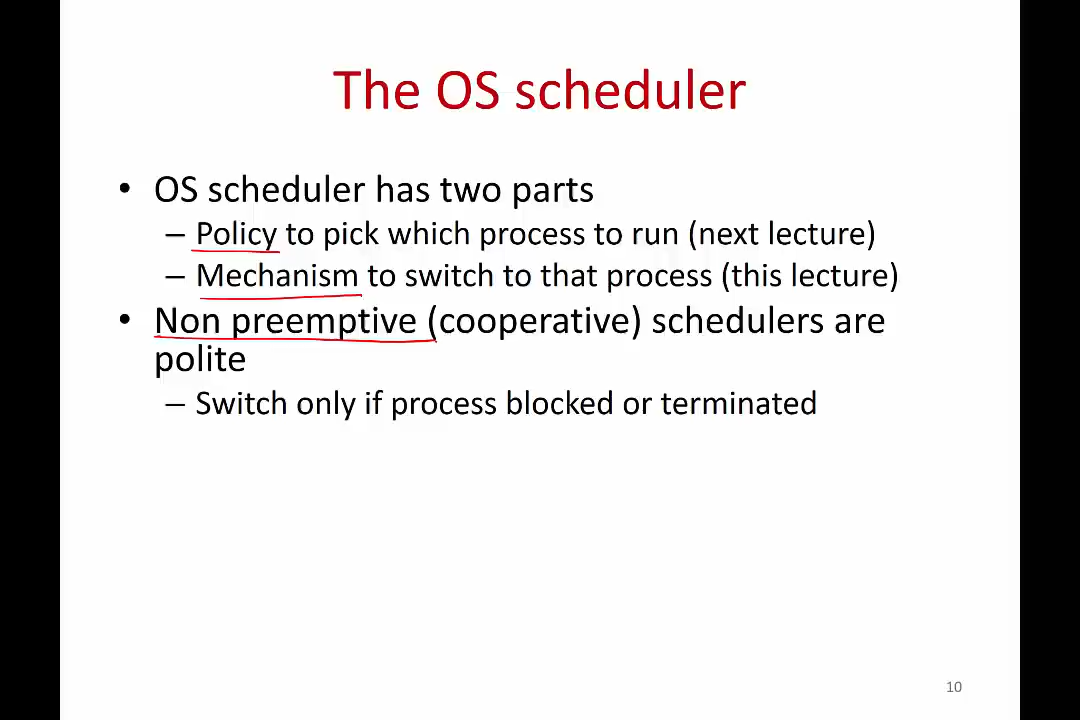 The OS scheduler
• OS scheduler has two parts
– Policy to pick which process to run (next lecture)
– Mechanism to switch to that process (this lecture)
• Non preemptive (cooperative) schedulers are
polite
– Switch only if process blocked or terminated
10